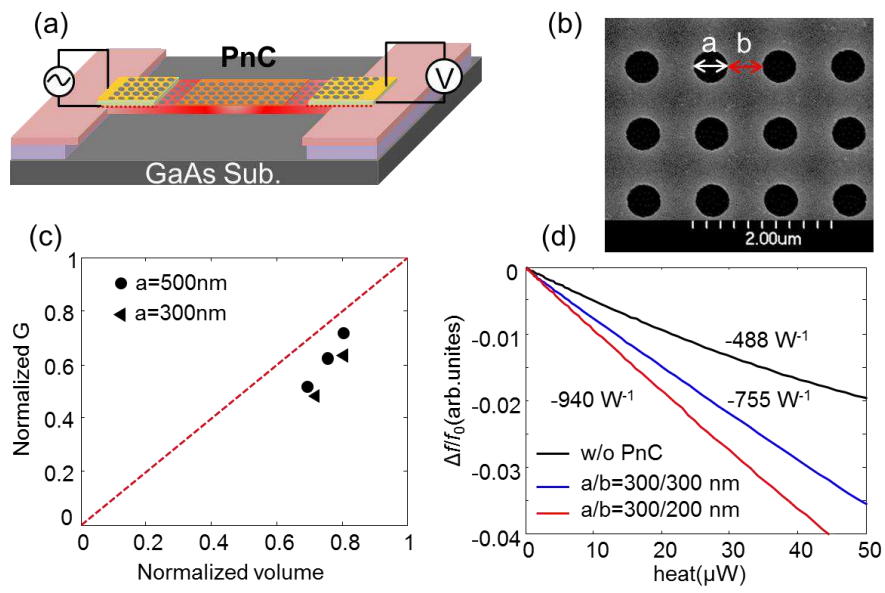 (a)
PnC
V
GaAs Sub.
(b)
a
b
2.00um
(c)
1
0.8
0.6
0.4
0.2
0
0
0.2
0.4
0.6
0.8
1
Normalized G
Normalized volume
a=500nm
a=300nm
(d)
0
-0.01
-0.02
-0.03
-0.04
0
10
20
30
40
50
Δf/f₀(arb.unites)
heat(μW)
-488 W⁻¹
-940 W⁻¹
-755 W⁻¹
w/o PnC
a/b=300/300 nm
a/b=300/200 nm